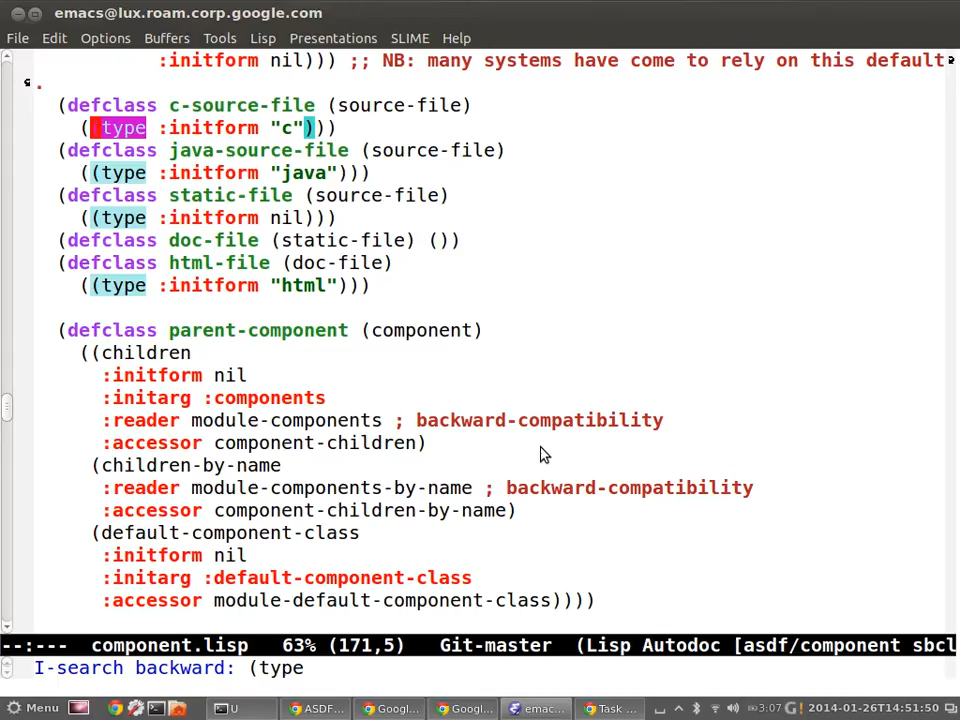 emacs@lux.roam.corp.google.com
File Edit Options Buffers Tools Lisp Presentations SLIME Help
:initform nil))) ;; NB: many systems have come to rely on this default
.
(defclass c-source-file (source-file)
((type :initform "c")))
(defclass java-source-file (source-file)
((type :initform "java")))
(defclass static-file (source-file)
((type :initform nil)))
(defclass doc-file (static-file) ())
(defclass html-file (doc-file)
((type :initform "html")))
(defclass parent-component (component)
((children
:initform nil
:initarg :components
:reader module-components ; backward-compatibility
:accessor component-children)
(children-by-name
:reader module-components-by-name ; backward-compatibility
:accessor component-children-by-name)
(default-component-class
:initform nil
:initarg :default-component-class
:accessor module-default-component-class))))
--:--- component.lisp 63% (171,5) Git-master (Lisp Autodoc [asdf/component sbcl
I-search backward: (type
Menu U ASDF... Googl... Googl... emac... Task ... 3:07 2014-01-26T14:51:50